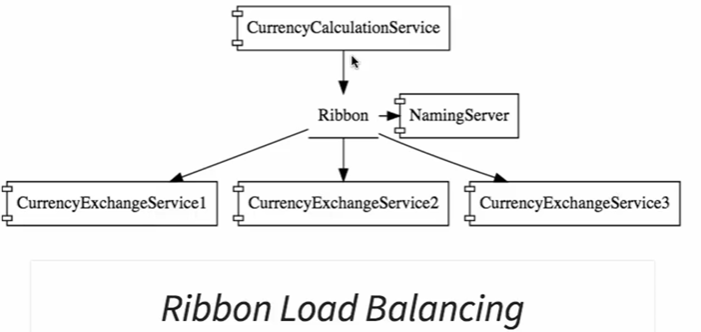 CurrencyCalculationService
Ribbon
NamingServer
CurrencyExchangeService1
CurrencyExchangeService2
CurrencyExchangeService3
Ribbon Load Balancing